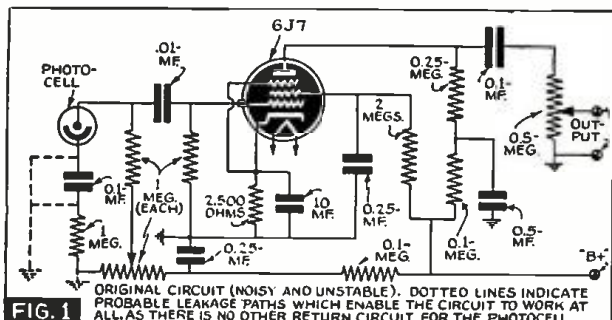 6J7
.01-
MF.
PHOTO-
CELL
0.25-
MEG.
0.1-
MF.
0.5-
MEG.
OUT-
PUT
2
MEGS.
0.1-
MF.
1
MEG.
(EACH)
1
MEG.
2,500
OHMS
10
MF.
0.25-
MF.
0.25-
MF.
0.1-
MEG.
0.1-
MEG.
0.5-
MF.
"B+"
FIG. 1
ORIGINAL CIRCUIT (NOISY AND UNSTABLE). DOTTED LINES INDICATE
PROBABLE LEAKAGE PATHS WHICH ENABLE THE CIRCUIT TO WORK AT
ALL, AS THERE IS NO OTHER RETURN CIRCUIT FOR THE PHOTOCELL